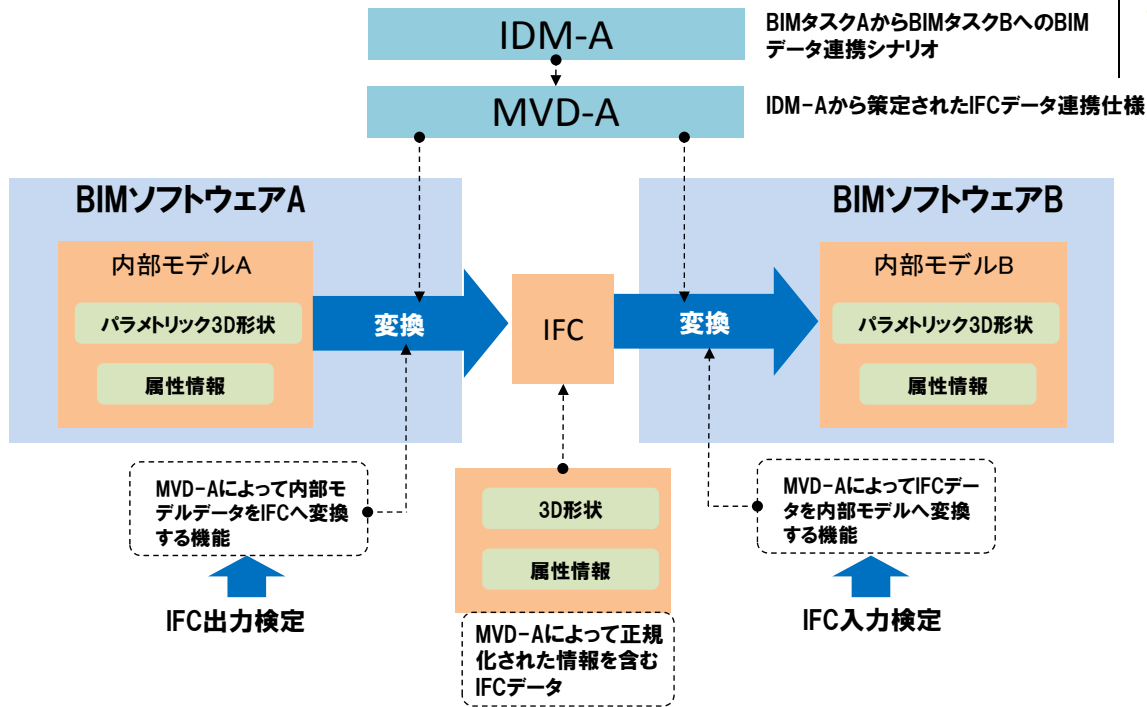 IDM-A
BIMタスクAからBIMタスクBへのBIM
データ連携シナリオ
MVD-A
IDM-Aから策定されたIFCデータ連携仕様
BIMソフトウェアA
内部モデルA
パラメトリック3D形状
属性情報
変換
IFC
変換
BIMソフトウェアB
内部モデルB
パラメトリック3D形状
属性情報
MVD-Aによって内部モ
デルデータをIFCへ変換
する機能
IFC出力検定
3D形状
属性情報
MVD-Aによって正規
化された情報を含む
IFCデータ
MVD-AによってIFCデー
タを内部モデルへ変換
する機能
IFC入力検定